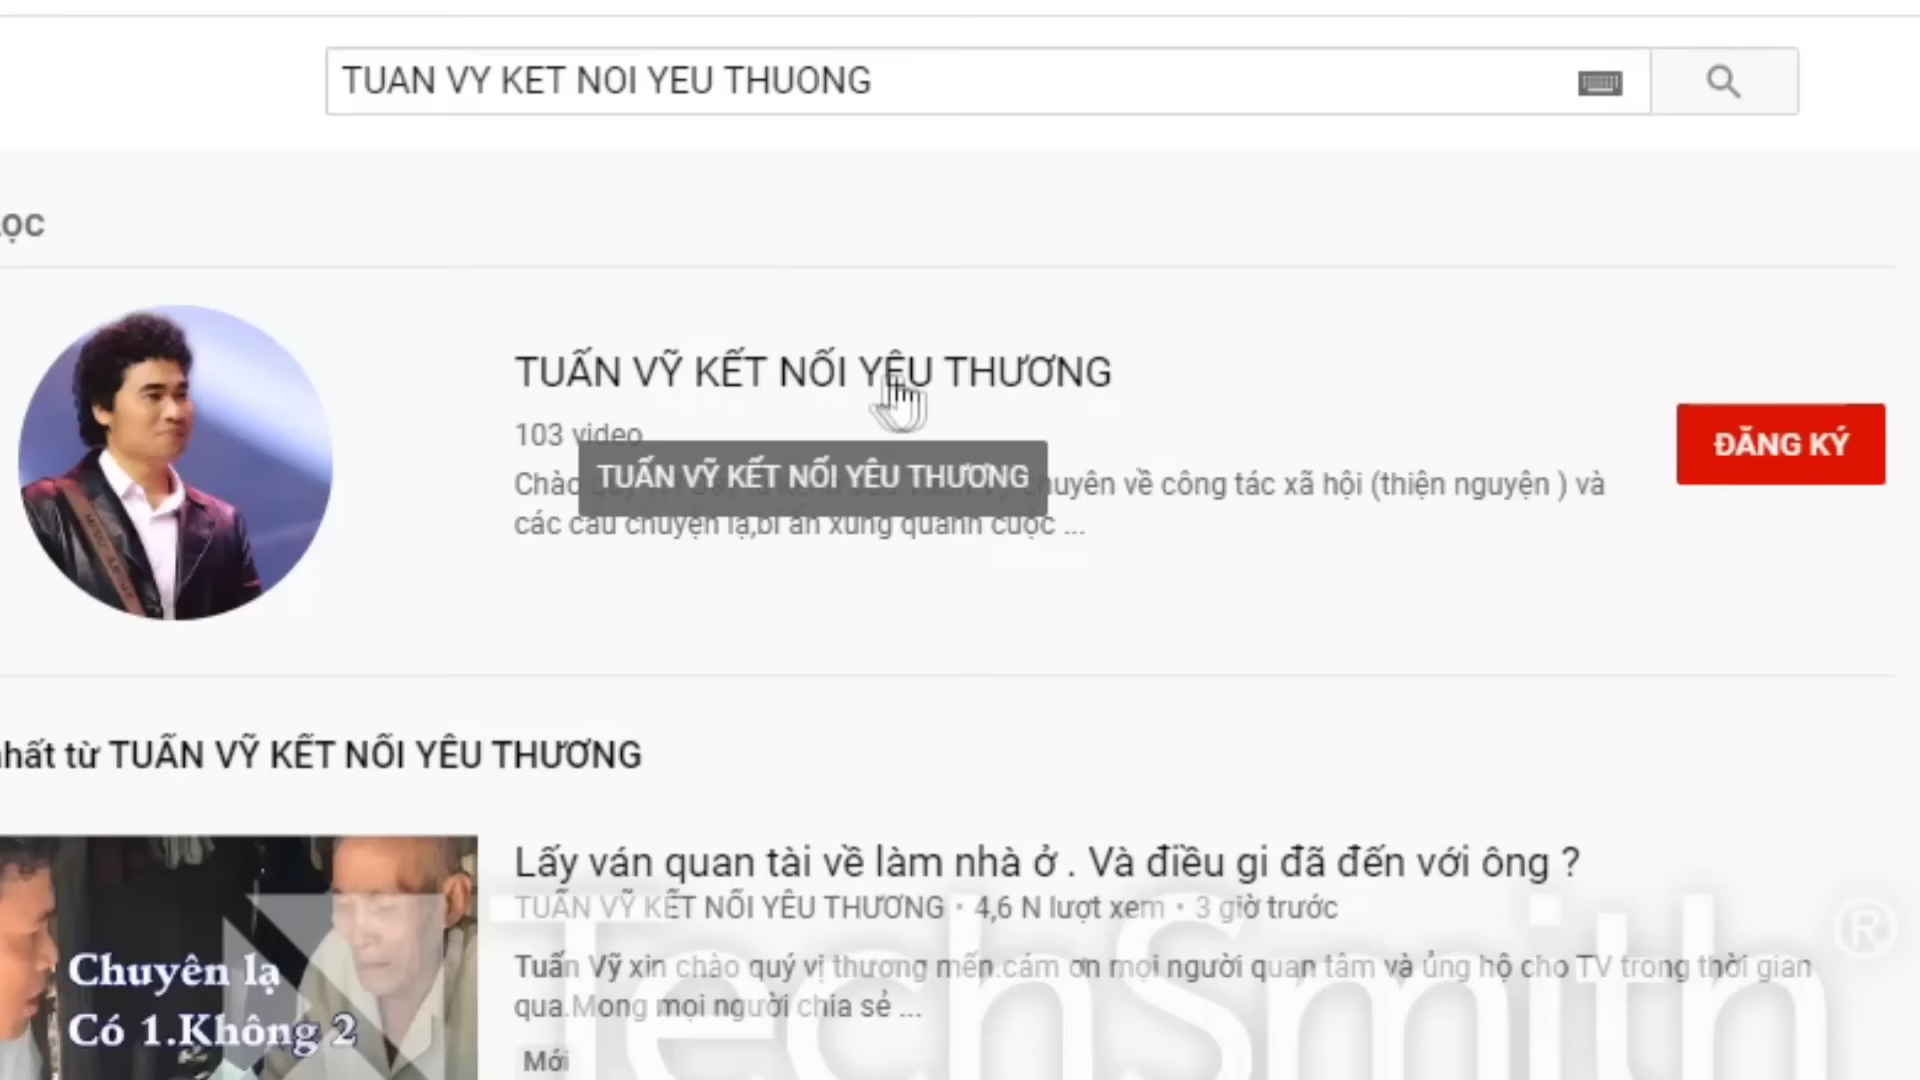 TUAN VY KET NOI YEU THUONG
ỌC
TUẤN VỸ KẾT NỐI YÊU THƯƠNG
103 video
TUẤN VỸ KẾT NỐI YÊU THƯƠNG
ĐĂNG KÝ
Chào chuyên về công tác xã hội (thiện nguyện ) và
các câu chuyện lạ,bí ẩn xung quanh cuộc ...
nhất từ TUẤN VỸ KẾT NỐI YÊU THƯƠNG
Lấy ván quan tài về làm nhà ở . Và điều gi đã đến với ông ?
TUẤN VỸ KẾT NỐI YÊU THƯƠNG • 4,6 N lượt xem • 3 giờ trước
Tuấn Vỹ xin chào quý vị thương mến.cám ơn mọi người quan tâm và ủng hộ cho TV trong thời gian
qua.Mong mọi người chia sẻ ...
Mới
Chuyên lạ
Có 1.Không 2
TechSmith®